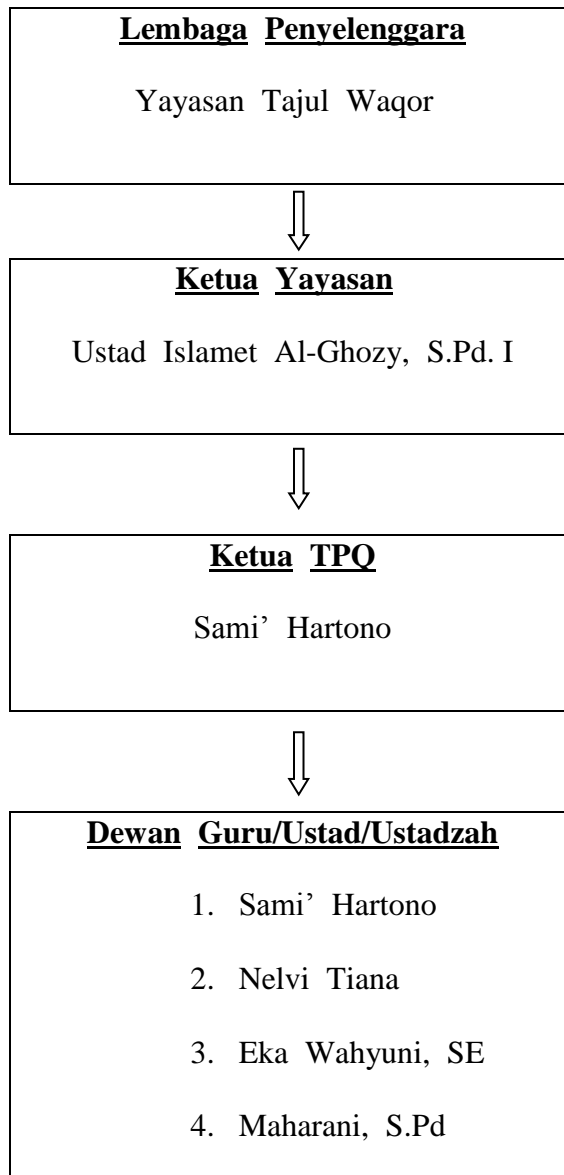 Lembaga Penyelenggara
Yayasan Tajul Waqor
Ketua Yayasan
Ustad Islamet Al-Ghozy, S.Pd. I
Ketua TPQ
Sami’ Hartono
Dewan Guru/Ustad/Ustadzah
1. Sami’ Hartono
2. Nelvi Tiana
3. Eka Wahyuni, SE
4. Maharani, S.Pd